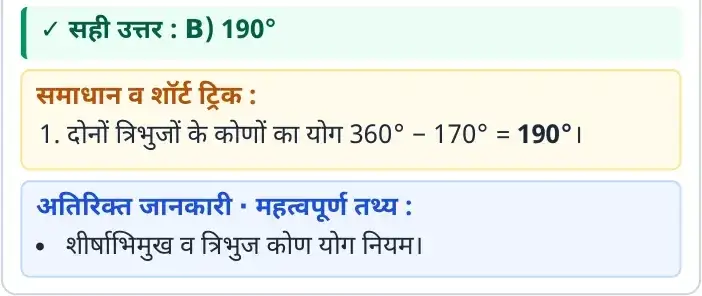 ✓ सही उत्तर : B) 190°
समाधान व शॉर्ट ट्रिक :
1. दोनों त्रिभुजों के कोणों का योग 360° − 170° = 190°।
अतिरिक्त जानकारी · महत्वपूर्ण तथ्य :
• शीर्षाभिमुख व त्रिभुज कोण योग नियम।